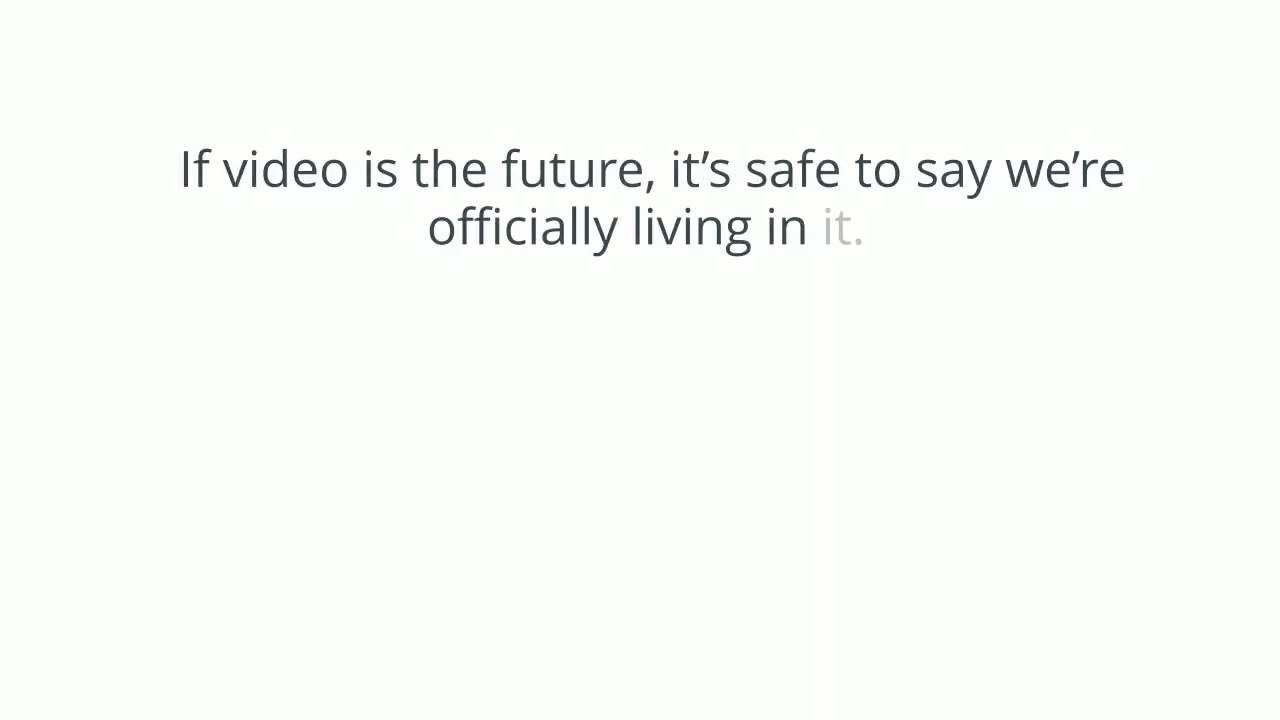 If video is the future, it’s safe to say we’re
officially living in it.